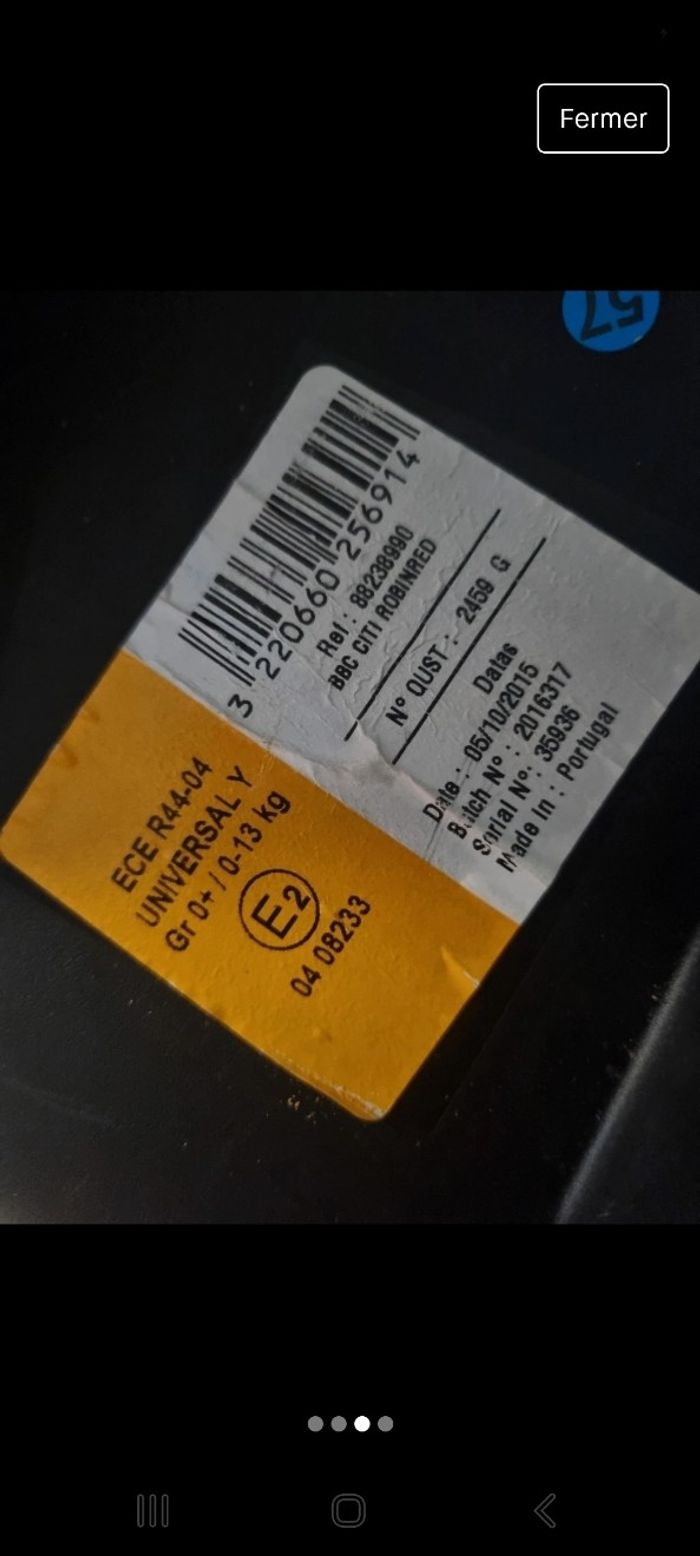 Fermer
57
3 220660 256914
Ref : 88238990
BBC CITI ROBINRED
N° QUST : 2459 G
Datas
Date : 05/10/2015
Batch N° : 2016317
Serial N°: 35936
Made In : Portugal
ECE R44-04
UNIVERSAL Y
Gr 0+ / 0-13 kg
E2
04 08233